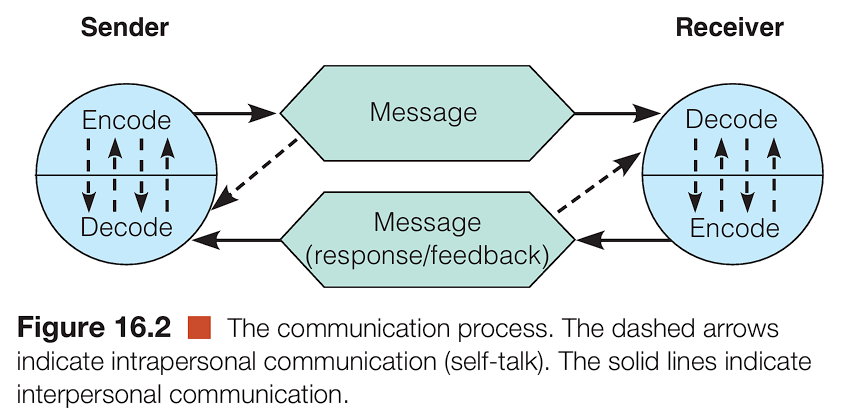 Sender
Receiver
Encode
Decode
Message
Decode
Encode
Message
(response/feedback)
Figure 16.2 The communication process. The dashed arrows
indicate intrapersonal communication (self-talk). The solid lines indicate
interpersonal communication.